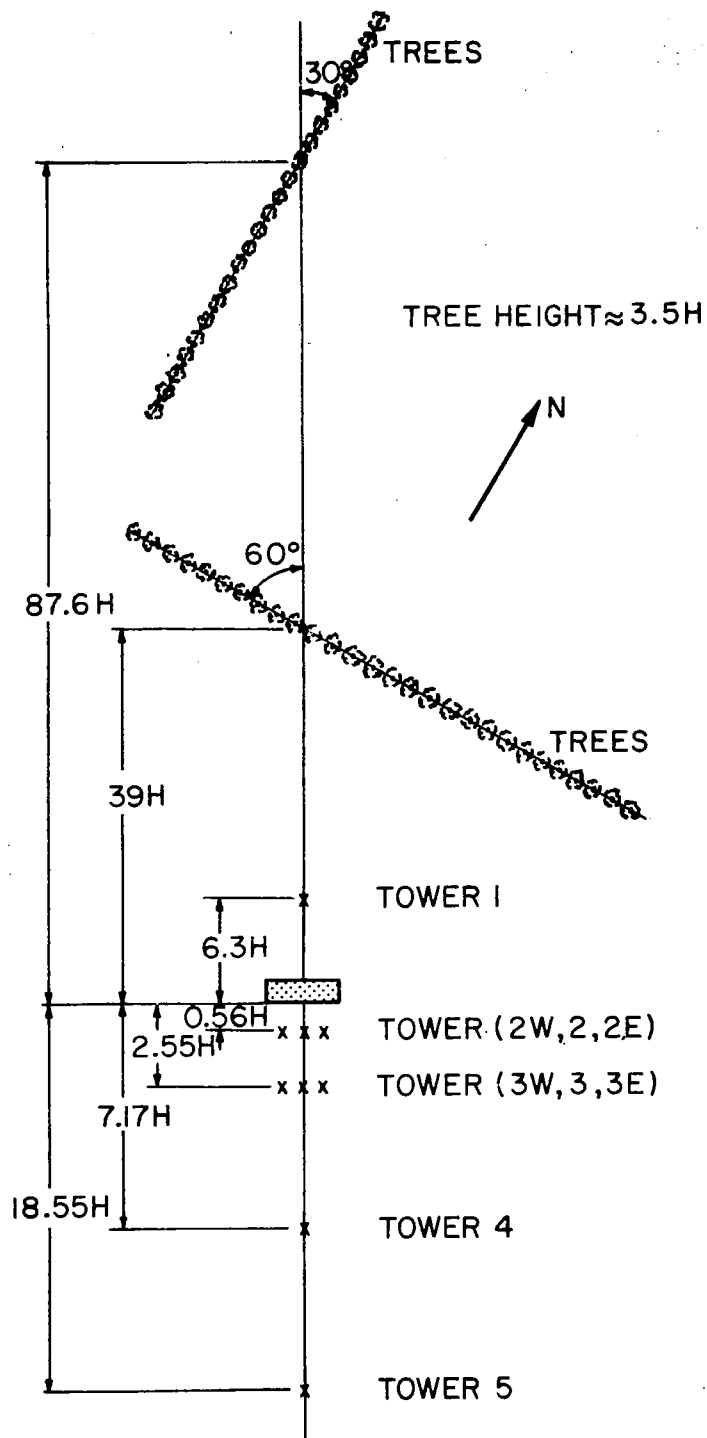 TREES
30°
TREE HEIGHT≈3.5H
N
60°
87.6H
TREES
39H
TOWER 1
6.3H
0.56H
TOWER (2W,2,2E)
2.55H
TOWER (3W,3,3E)
7.17H
18.55H
TOWER 4
TOWER 5